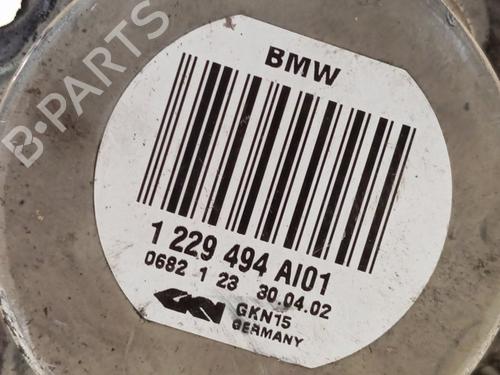 B-PARTS
BMW
1 229 494 AI01
0682 1 23 30.04.02
GKN GKN15
GERMANY